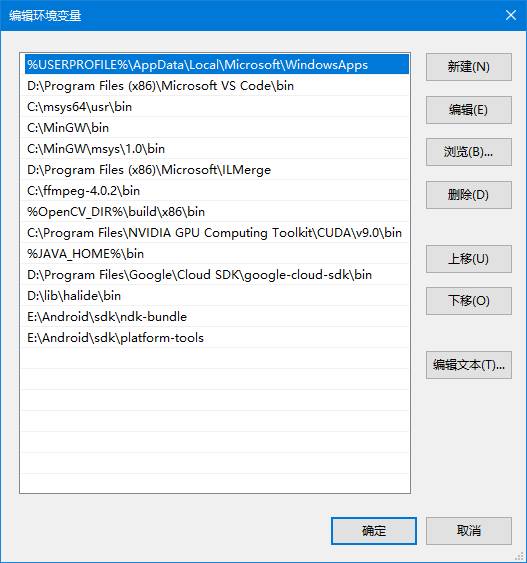 编辑环境变量
%USERPROFILE%\AppData\Local\Microsoft\WindowsApps
D:\Program Files (x86)\Microsoft VS Code\bin
C:\msys64\usr\bin
C:\MinGW\bin
C:\MinGW\msys\1.0\bin
D:\Program Files (x86)\Microsoft\ILMerge
C:\ffmpeg-4.0.2\bin
%OpenCV_DIR%\build\x86\bin
C:\Program Files\NVIDIA GPU Computing Toolkit\CUDA\v9.0\bin
%JAVA_HOME%\bin
D:\Program Files\Google\Cloud SDK\google-cloud-sdk\bin
D:\lib\halide\bin
E:\Android\sdk\ndk-bundle
E:\Android\sdk\platform-tools
新建(N)
编辑(E)
浏览(B)...
删除(D)
上移(U)
下移(O)
编辑文本(T)...
确定
取消